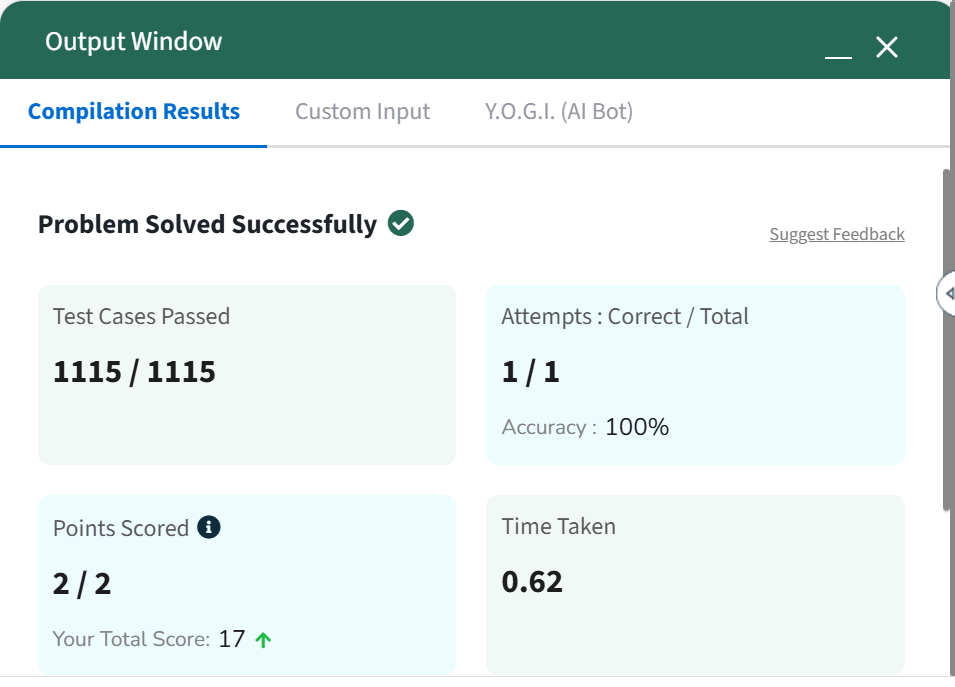 Output Window
Compilation Results Custom Input Y.O.G.I. (AI Bot)
Problem Solved Successfully
Suggest Feedback
Test Cases Passed
1115 / 1115
Attempts : Correct / Total
1 / 1
Accuracy : 100%
Points Scored
2 / 2
Your Total Score: 17
Time Taken
0.62